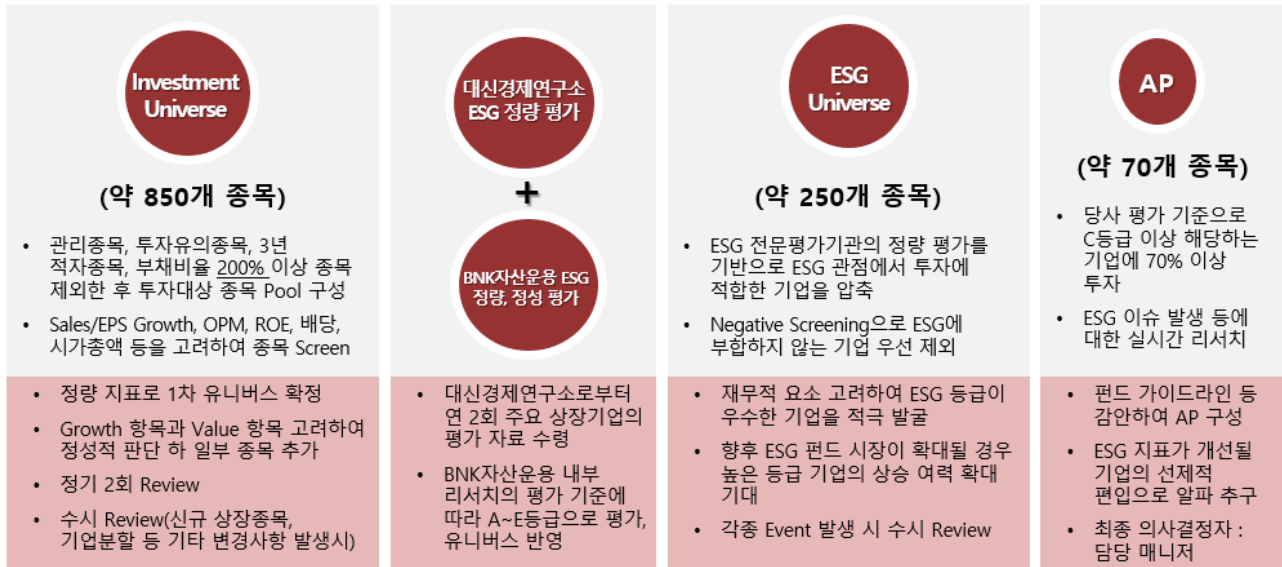 Investment
Universe
(약 850개 종목)
• 관리종목, 투자유의종목, 3년
적자종목, 부채비율 200% 이상 종목
제외한 후 투자대상 종목 Pool 구성
• Sales/EPS Growth, OPM, ROE, 배당,
시가총액 등을 고려하여 종목 Screen
• 정량 지표로 1차 유니버스 확정
• Growth 항목과 Value 항목 고려하여
정성적 판단 하 일부 종목 추가
• 정기 2회 Review
• 수시 Review(신규 상장종목,
기업분할 등 기타 변경사항 발생시)
대신경제연구소
ESG 정량 평가
+
BNK자산운용 ESG
정량, 정성 평가
• 대신경제연구소로부터
연 2회 주요 상장기업의
평가 자료 수령
• BNK자산운용 내부
리서치의 평가 기준에
따라 A~E등급으로 평가,
유니버스 반영
ESG
Universe
(약 250개 종목)
• ESG 전문평가기관의 정량 평가를
기반으로 ESG 관점에서 투자에
적합한 기업을 압축
• Negative Screening으로 ESG에
부합하지 않는 기업 우선 제외
• 재무적 요소 고려하여 ESG 등급이
우수한 기업을 적극 발굴
• 향후 ESG 펀드 시장이 확대될 경우
높은 등급 기업의 상승 여력 확대
기대
• 각종 Event 발생 시 수시 Review
AP
(약 70개 종목)
• 당사 평가 기준으로
C등급 이상 해당하는
기업에 70% 이상
투자
• ESG 이슈 발생 등에
대한 실시간 리서치
• 펀드 가이드라인 등
감안하여 AP 구성
• ESG 지표가 개선될
기업의 선제적
편입으로 알파 추구
• 최종 의사결정자 :
담당 매니저